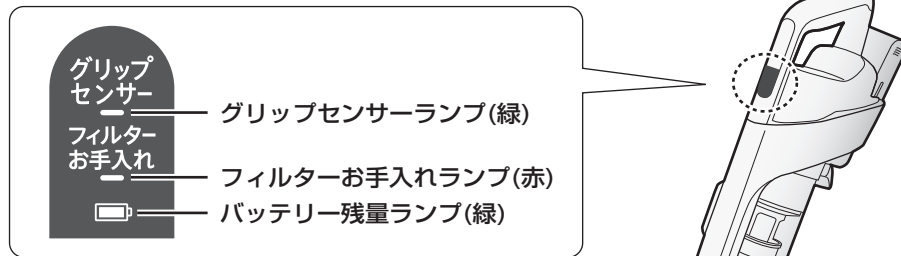 グリップ
センサー
グリップセンサーランプ(緑)
フィルター
お手入れ
フィルターお手入れランプ(赤)
バッテリー残量ランプ(緑)